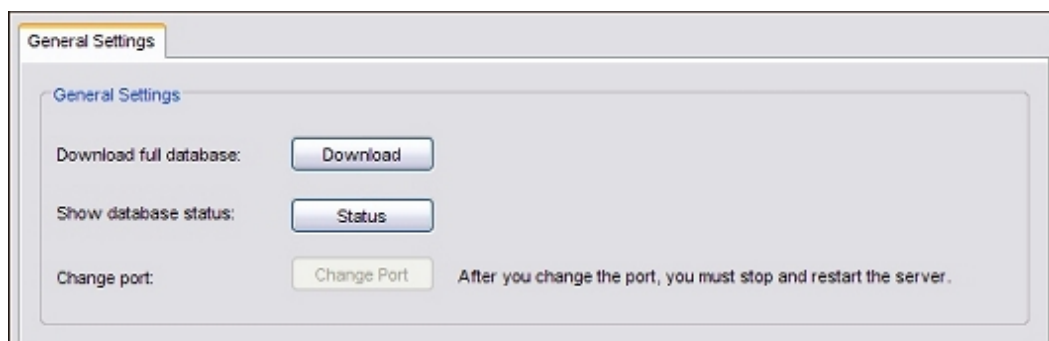 General Settings
General Settings
Download full database: Download
Show database status: Status
Change port: Change Port After you change the port, you must stop and restart the server.